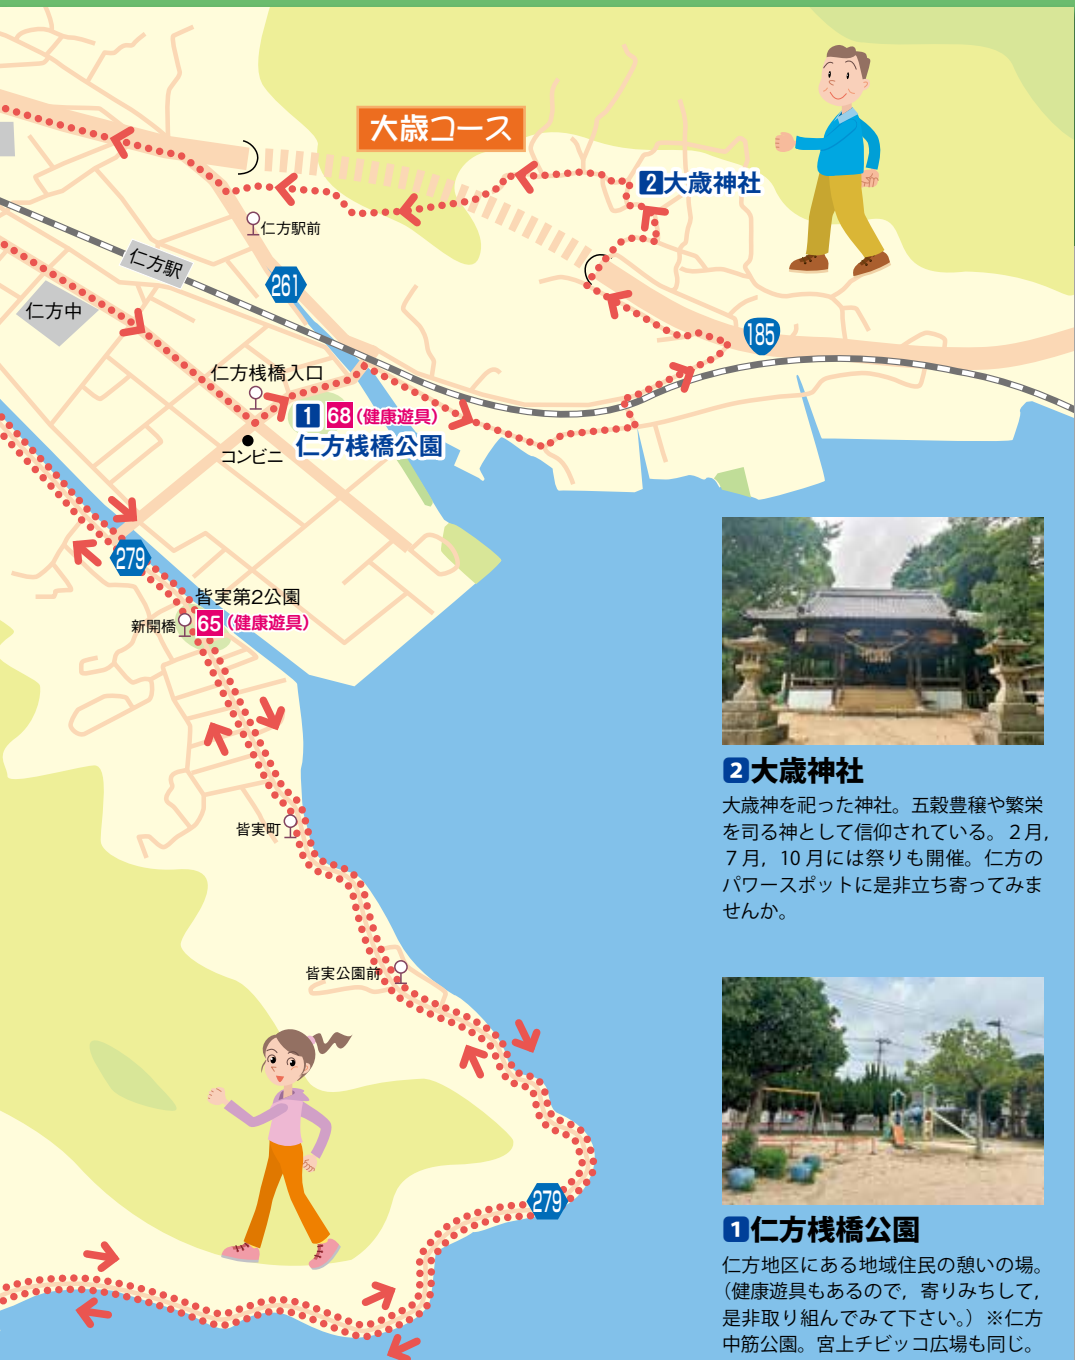 大歳コース
2大歳神社
仁方駅前
仁方駅
261
仁方中
185
仁方桟橋入口
1 68(健康遊具)
仁方桟橋公園
コンビニ
279
皆実第2公園
新開橋
65(健康遊具)
皆実町
皆実公園前
279
2大歳神社
大歳神を祀った神社。五穀豊穣や繁栄
を司る神として信仰されている。2月,
7月,10月には祭りも開催。仁方の
パワースポットに是非立ち寄ってみま
せんか。
1仁方桟橋公園
仁方地区にある地域住民の憩いの場。
(健康遊具もあるので,寄りみちして,
是非取り組んでみて下さい。)※仁方
中筋公園。宮上チビッコ広場も同じ。